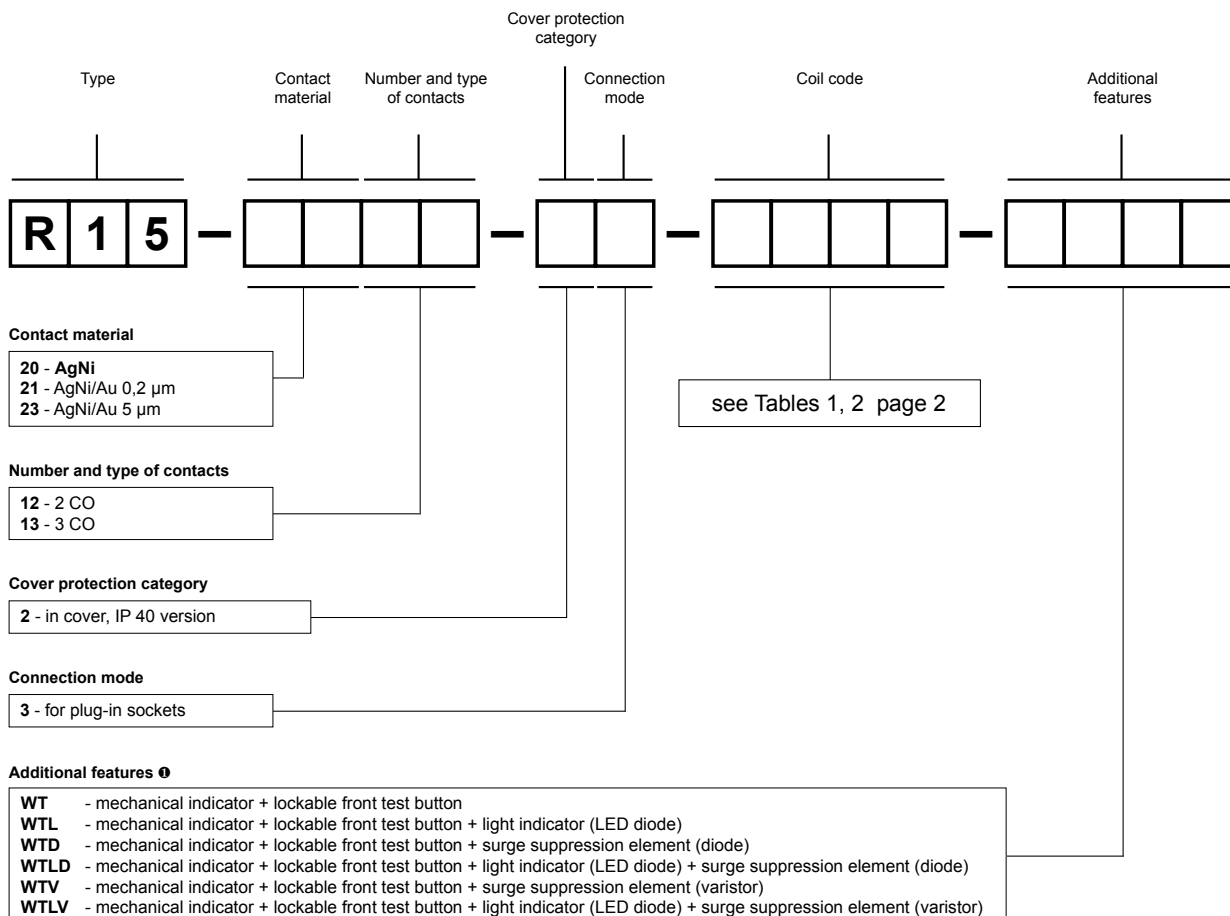 Cover protection
category
Type
Contact
material
Number and type
of contacts
Connection
mode
Coil code
Additional
features
R 1 5 – – – –
Contact material
20 - AgNi
21 - AgNi/Au 0,2 µm
23 - AgNi/Au 5 µm
see Tables 1, 2 page 2
Number and type of contacts
12 - 2 CO
13 - 3 CO
Cover protection category
2 - in cover, IP 40 version
Connection mode
3 - for plug-in sockets
Additional features ❶
WT - mechanical indicator + lockable front test button
WTL - mechanical indicator + lockable front test button + light indicator (LED diode)
WTD - mechanical indicator + lockable front test button + surge suppression element (diode)
WTLD - mechanical indicator + lockable front test button + light indicator (LED diode) + surge suppression element (diode)
WTV - mechanical indicator + lockable front test button + surge suppression element (varistor)
WTLV - mechanical indicator + lockable front test button + light indicator (LED diode) + surge suppression element (varistor)